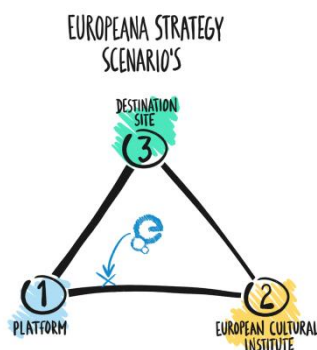 EUROPEANA STRATEGY
SCENARIO'S
DESTINATION
SITE
3
1
PLATFORM
2
EUROPEAN CULTURAL
INSTITUTE